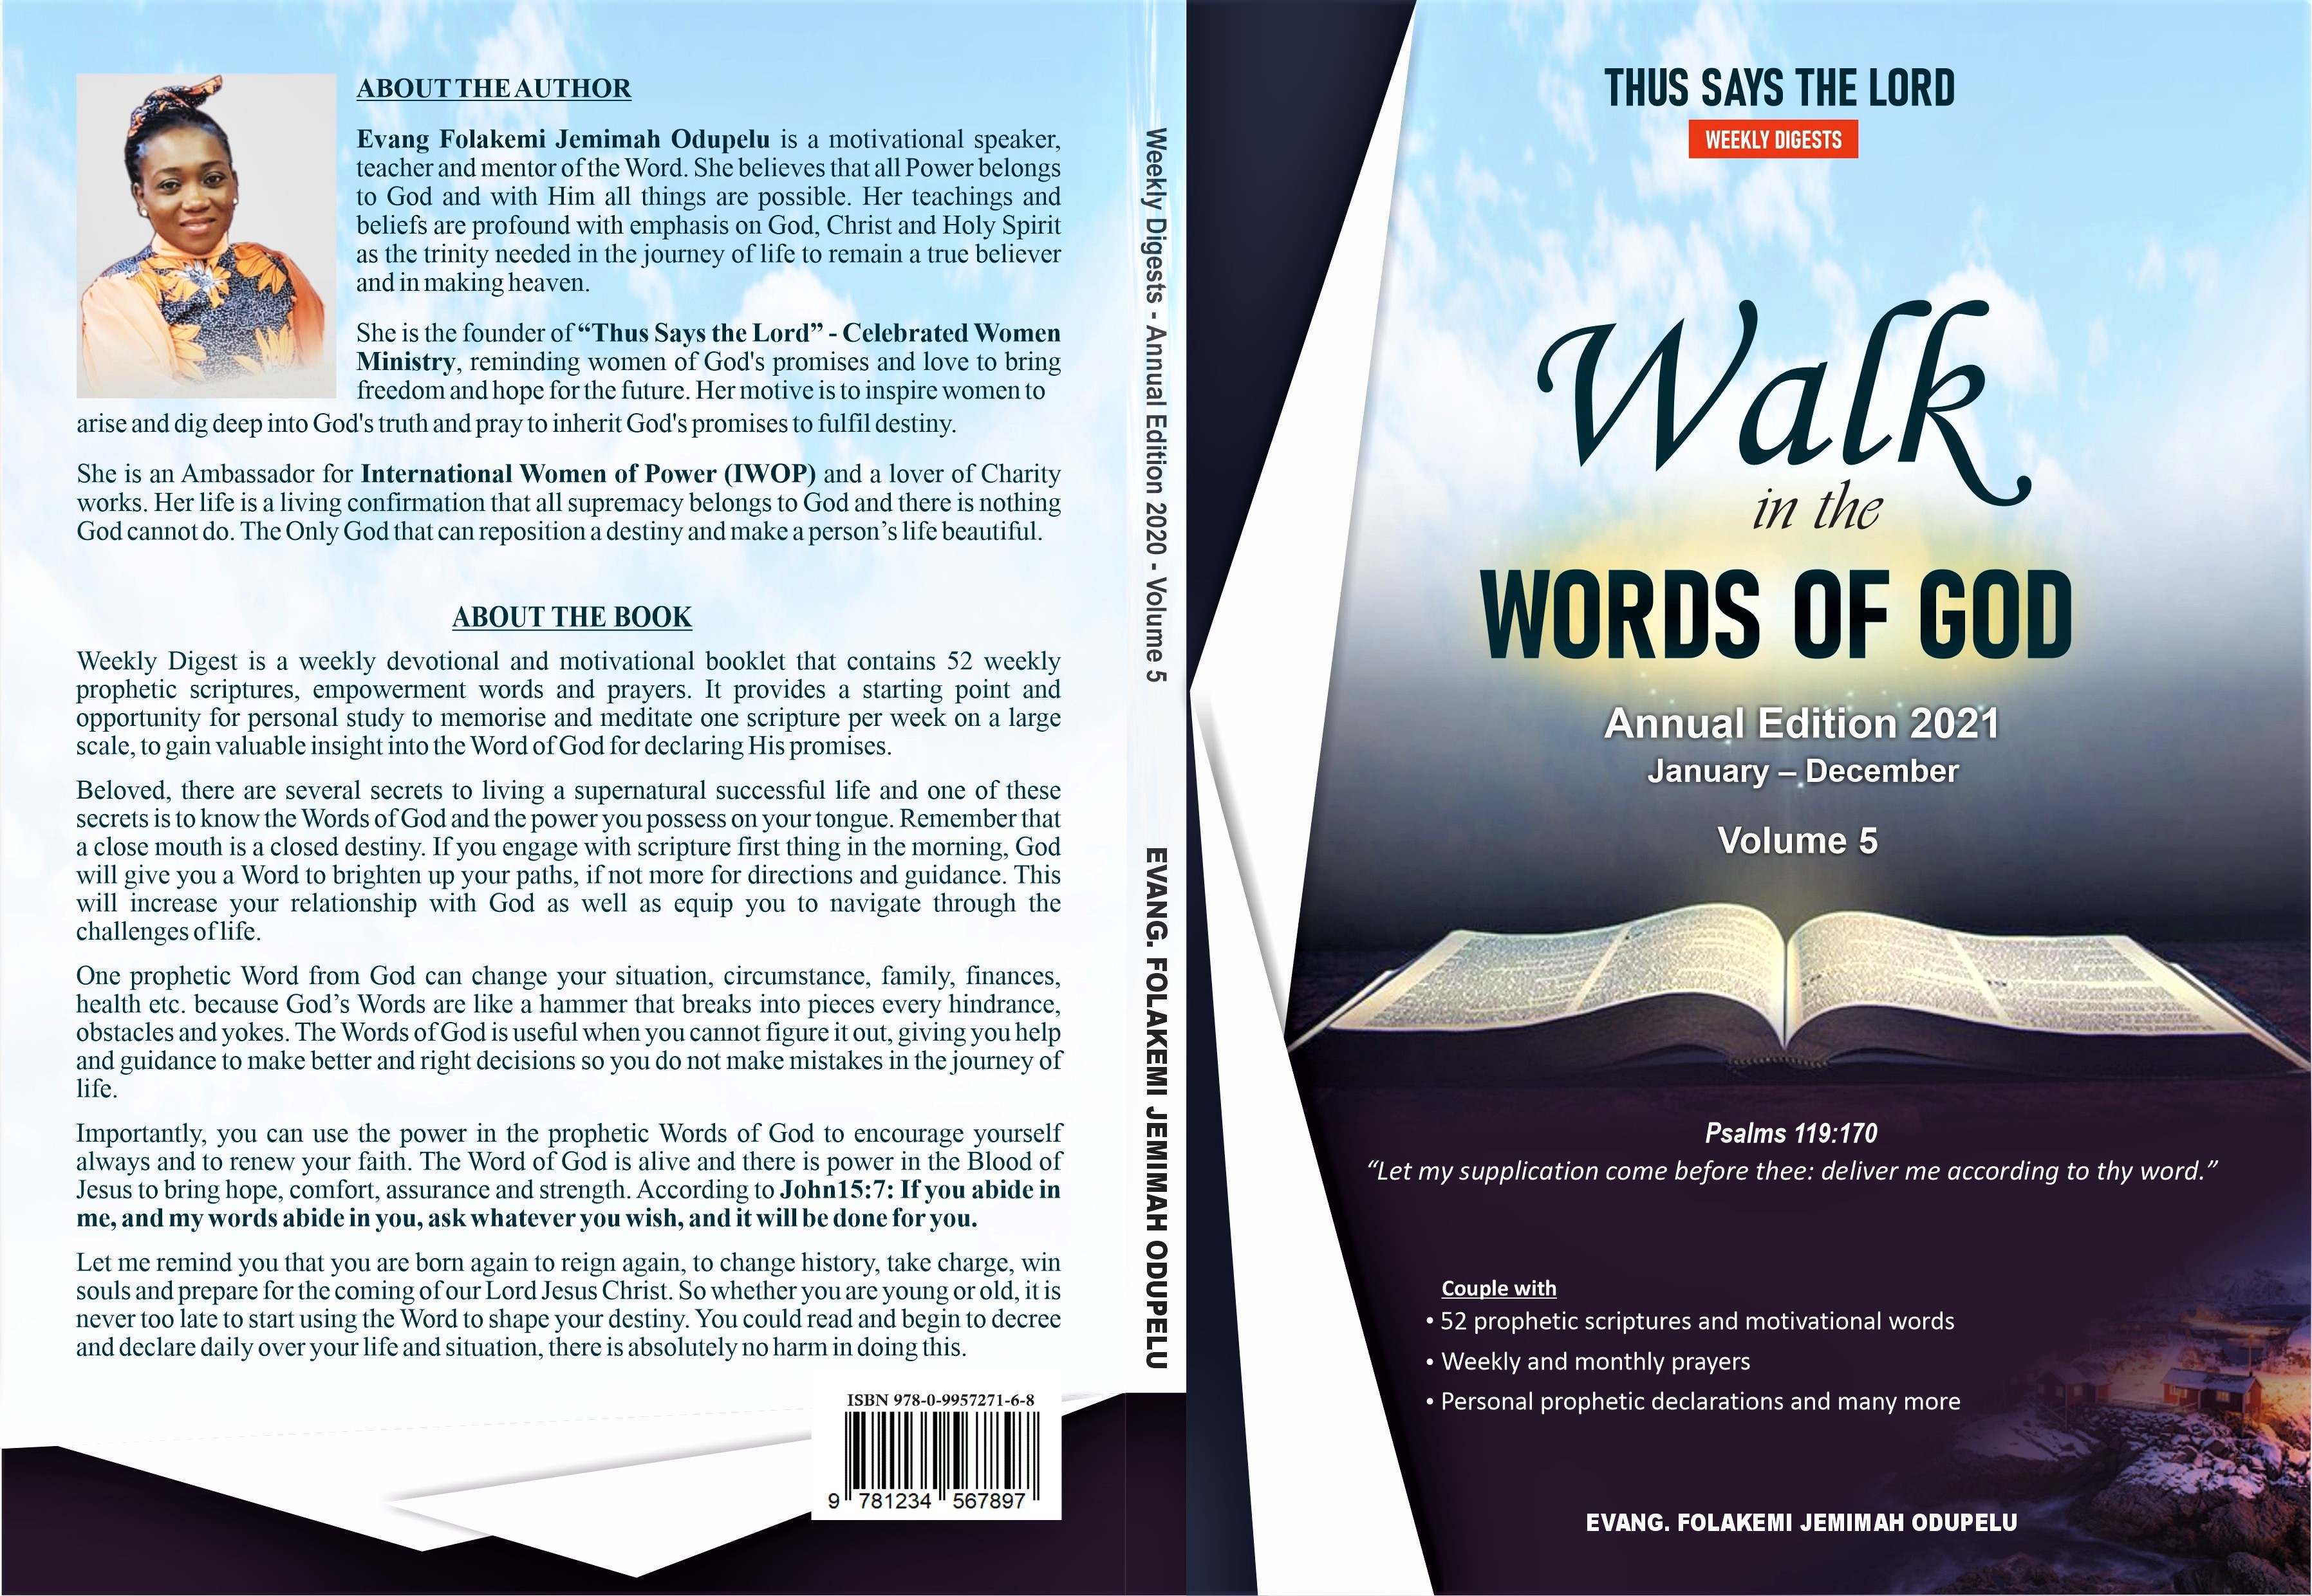 ABOUT THE AUTHOR
Evang Folakemi Jemimah Odupelu is a motivational speaker,
teacher and mentor of the Word. She believes that all Power belongs
to God and with Him all things are possible. Her teachings and
beliefs are profound with emphasis on God, Christ and Holy Spirit
as the trinity needed in the journey of life to remain a true believer
and in making heaven.
She is the founder of “Thus Says the Lord” - Celebrated Women
Ministry, reminding women of God's promises and love to bring
freedom and hope for the future. Her motive is to inspire women to
arise and dig deep into God's truth and pray to inherit God's promises to fulfil destiny.
She is an Ambassador for International Women of Power (IWOP) and a lover of Charity
works. Her life is a living confirmation that all supremacy belongs to God and there is nothing
God cannot do. The Only God that can reposition a destiny and make a person’s life beautiful.
ABOUT THE BOOK
Weekly Digest is a weekly devotional and motivational booklet that contains 52 weekly
prophetic scriptures, empowerment words and prayers. It provides a starting point and
opportunity for personal study to memorise and meditate one scripture per week on a large
scale, to gain valuable insight into the Word of God for declaring His promises.
Beloved, there are several secrets to living a supernatural successful life and one of these
secrets is to know the Words of God and the power you possess on your tongue. Remember that
a close mouth is a closed destiny. If you engage with scripture first thing in the morning, God
will give you a Word to brighten up your paths, if not more for directions and guidance. This
will increase your relationship with God as well as equip you to navigate through the
challenges of life.
One prophetic Word from God can change your situation, circumstance, family, finances,
health etc. because God’s Words are like a hammer that breaks into pieces every hindrance,
obstacles and yokes. The Words of God is useful when you cannot figure it out, giving you help
and guidance to make better and right decisions so you do not make mistakes in the journey of
life.
Importantly, you can use the power in the prophetic Words of God to encourage yourself
always and to renew your faith. The Word of God is alive and there is power in the Blood of
Jesus to bring hope, comfort, assurance and strength. According to John15:7: If you abide in
me, and my words abide in you, ask whatever you wish, and it will be done for you.
Let me remind you that you are born again to reign again, to change history, take charge, win
souls and prepare for the coming of our Lord Jesus Christ. So whether you are young or old, it is
never too late to start using the Word to shape your destiny. You could read and begin to decree
and declare daily over your life and situation, there is absolutely no harm in doing this.
ISBN 978-0-9957271-6-8
9 781234 567897
Weekly Digests - Annual Edition 2020 - Volume 5
EVANG. FOLAKEMI JEMIMAH ODUPELU
THUS SAYS THE LORD
WEEKLY DIGESTS
Walk
in the
WORDS OF GOD
Annual Edition 2021
January – December
Volume 5
Psalms 119:170
“Let my supplication come before thee: deliver me according to thy word.”
Couple with
• 52 prophetic scriptures and motivational words
• Weekly and monthly prayers
• Personal prophetic declarations and many more
EVANG. FOLAKEMI JEMIMAH ODUPELU